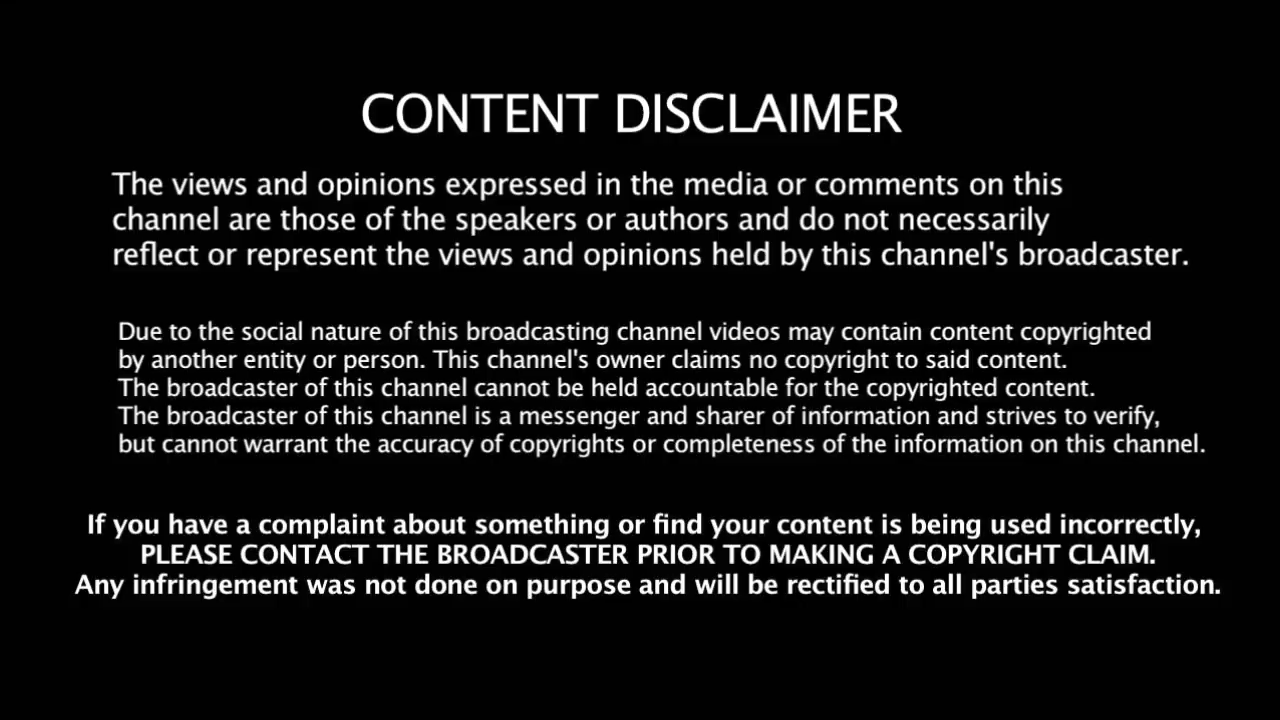 CONTENT DISCLAIMER
The views and opinions expressed in the media or comments on this
channel are those of the speakers or authors and do not necessarily
reflect or represent the views and opinions held by this channel's broadcaster.
Due to the social nature of this broadcasting channel videos may contain content copyrighted
by another entity or person. This channel's owner claims no copyright to said content.
The broadcaster of this channel cannot be held accountable for the copyrighted content.
The broadcaster of this channel is a messenger and sharer of information and strives to verify,
but cannot warrant the accuracy of copyrights or completeness of the information on this channel.
If you have a complaint about something or find your content is being used incorrectly,
PLEASE CONTACT THE BROADCASTER PRIOR TO MAKING A COPYRIGHT CLAIM.
Any infringement was not done on purpose and will be rectified to all parties satisfaction.